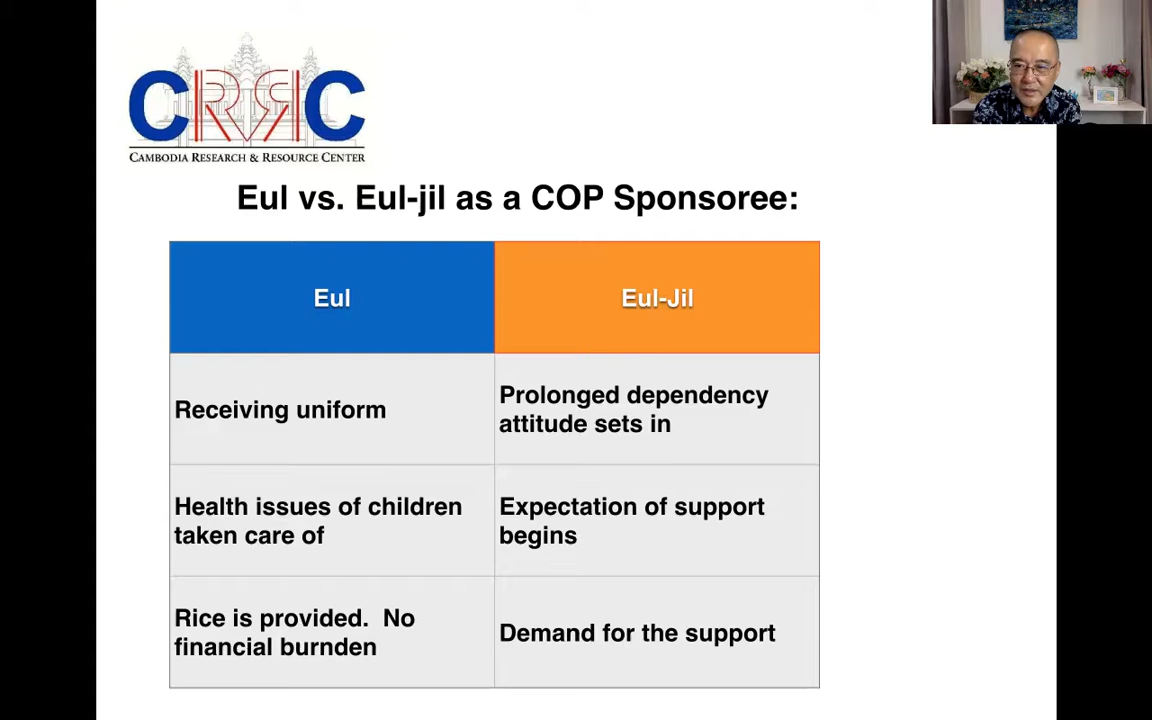 CRRC
CAMBODIA RESEARCH & RESOURCE CENTER
Eul vs. Eul-jil as a COP Sponsoree:
Eul
Eul-Jil
Receiving uniform
Prolonged dependency
attitude sets in
Health issues of children
taken care of
Expectation of support
begins
Rice is provided.  No
financial burnden
Demand for the support